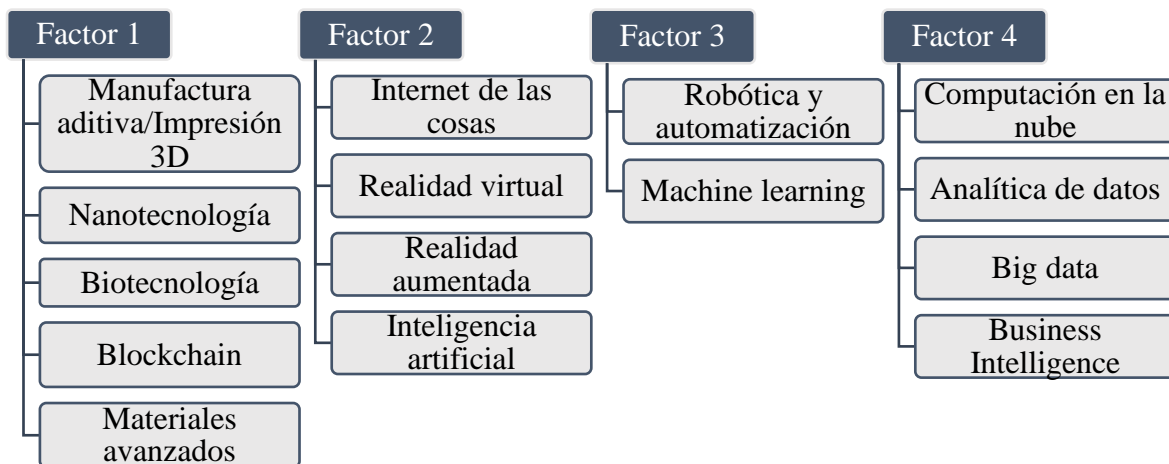 Factor 1
Manufactura
aditiva/Impresión
3D
Nanotecnología
Biotecnología
Blockchain
Materiales
avanzados
Factor 2
Internet de las
cosas
Realidad virtual
Realidad
aumentada
Inteligencia
artificial
Factor 3
Robótica y
automatización
Machine learning
Factor 4
Computación en la
nube
Analítica de datos
Big data
Business
Intelligence